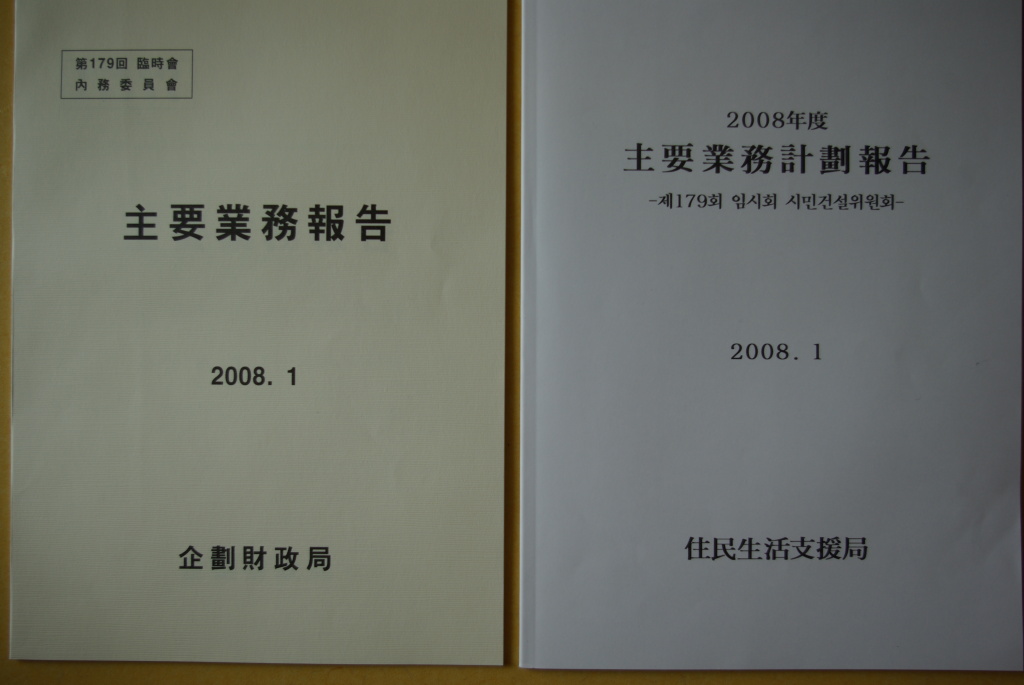 第179回 臨時會
內務委員會
主要業務報告
2008. 1
企劃財政局
2008年度
主要業務計劃報告
-제179회 임시회 시민건설위원회-
2008. 1
住民生活支援局